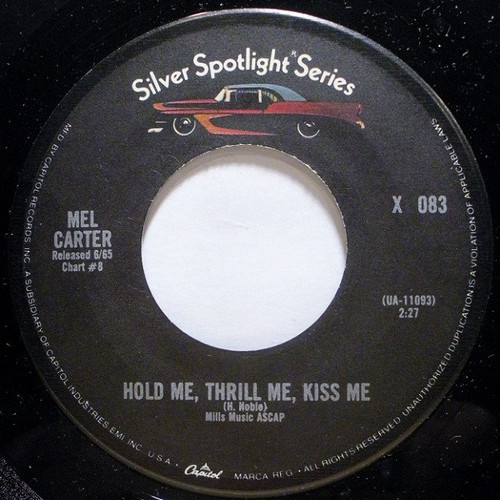 Silver Spotlight® Series
MEL
CARTER
Released 6/65
Chart #8
X 083
(UA-11093)
2:27
HOLD ME, THRILL ME, KISS ME
(H. Noble)
Mills Music ASCAP
MFD. BY CAPITOL RECORDS, INC. A SUBSIDIARY OF CAPITOL INDUSTRIES EMI, INC. U.S.A. • Capitol MARCA REG. • ALL RIGHTS RESERVED. UNAUTHORIZED DUPLICATION IS A VIOLATION OF APPLICABLE LAWS